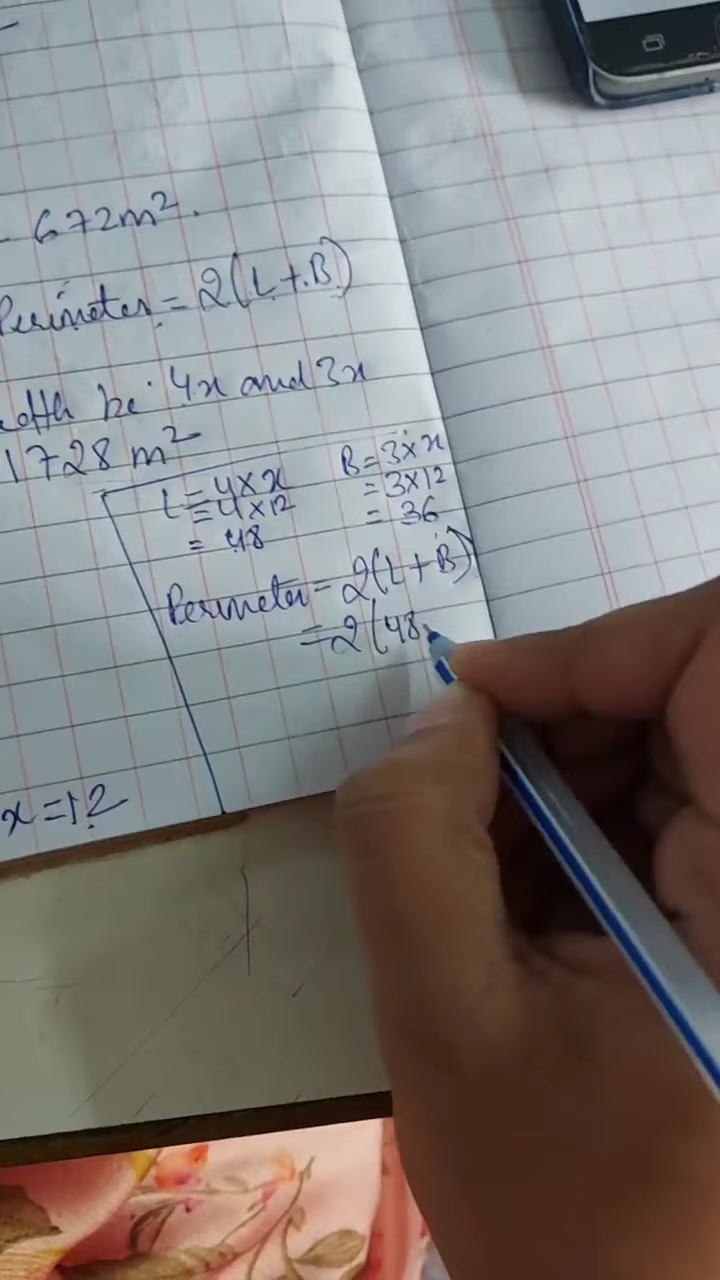 672m².
Perimeter = 2(L+B)
be 4x and 3x
1728 m²
L = 4×x
= 4×12
= 48
B = 3×x
= 3×12
= 36
Perimeter = 2(L+B)
= 2(48
x=12